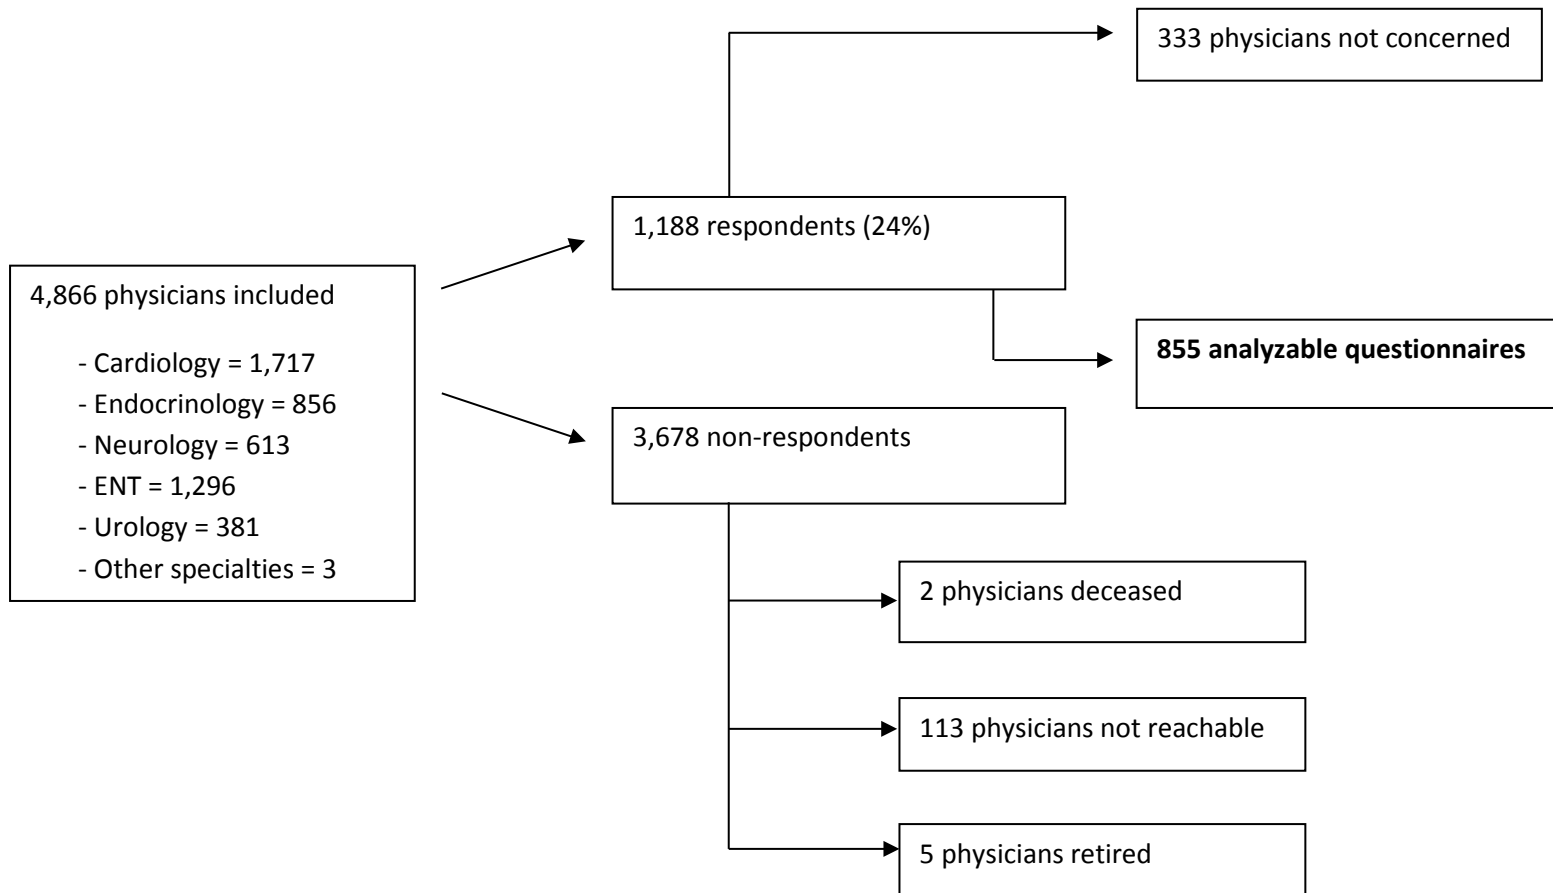 333 physicians not concerned
1,188 respondents (24%)
4,866 physicians included
- Cardiology = 1,717
- Endocrinology = 856
- Neurology = 613
- ENT = 1,296
- Urology = 381
- Other specialties = 3
855 analyzable questionnaires
3,678 non-respondents
2 physicians deceased
113 physicians not reachable
5 physicians retired